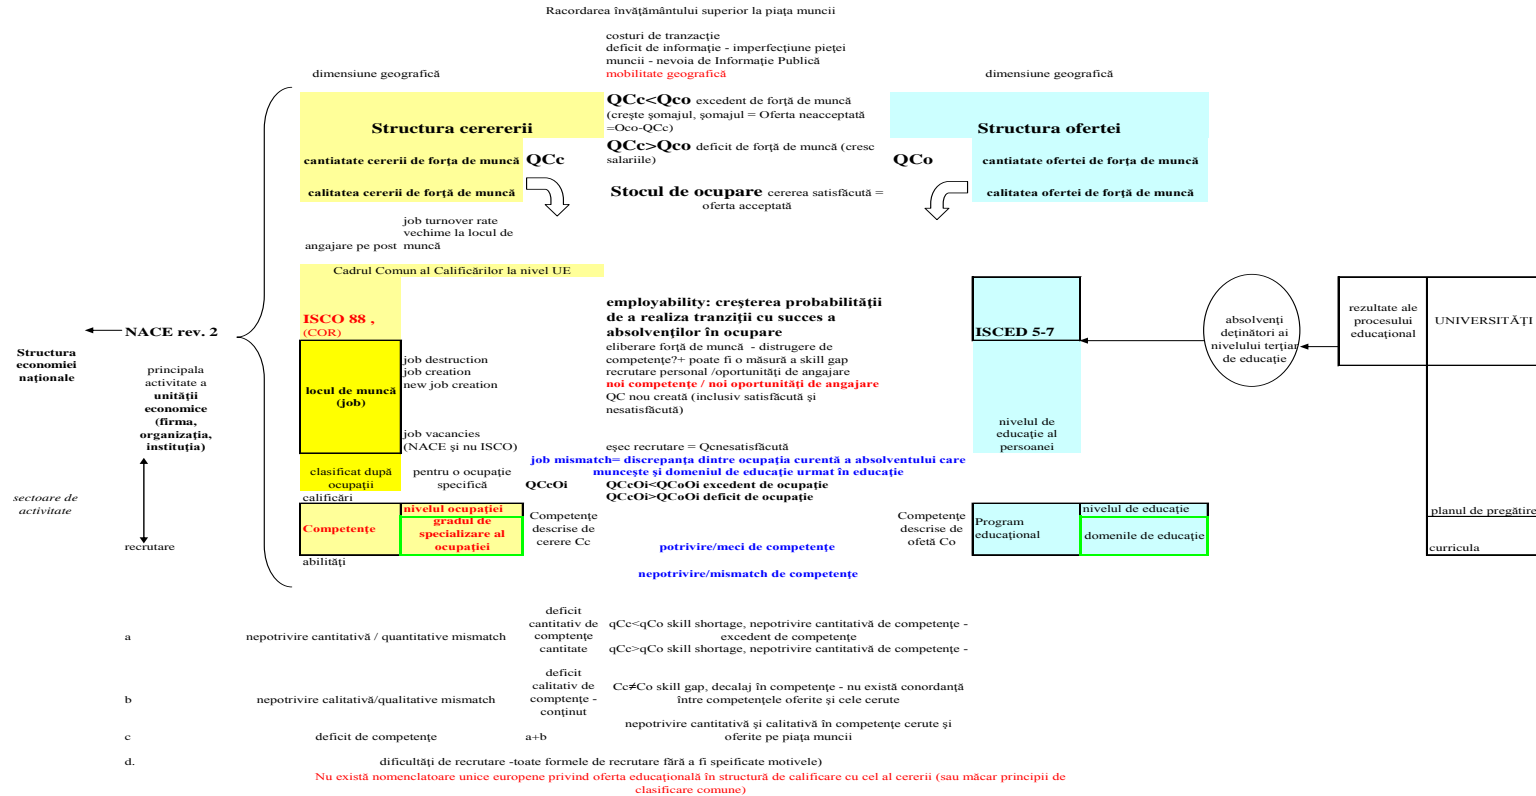 Racordarea învăţământului superior la piaţa muncii
costuri de tranzacţie
deficit de informaţie - imperfecţiune pieţei
muncii - nevoia de Informaţie Publică
dimensiune geografică
mobilitate geografică
dimensiune geografică
Structura cerererii
QCc<Qco excedent de forţă de muncă
(creşte şomajul, şomajul = Oferta neacceptată
=Oco-QCc)
Structura ofertei
cantiatate cererii de forţa de muncă
QCc
QCc>Qco deficit de forţă de muncă (cresc
salariile)
QCo
cantiatate ofertei de forţa de muncă
calitatea cererii de forţă de muncă
Stocul de ocupare cererea satisfăcută =
oferta acceptată
calitatea ofertei de forţă de muncă
angajare pe post
job turnover rate
vechime la locul de
muncă
Cadrul Comun al Calificărilor la nivel UE
Structura
economiei
naţionale
NACE rev. 2
principala
activitate a
unităţii
economice
(firma,
organizaţia,
instituţia)
ISCO 88 ,
(COR)
locul de muncă
(job)
job destruction
job creation
new job creation
job vacancies
(NACE şi nu ISCO)
employability: creşterea probabilităţii
de a realiza tranziţii cu succes a
absolvenţilor în ocupare
eliberare forţă de muncă - distrugere de
competenţe?+ poate fi o măsură a skill gap
recrutare personal /oportunităţi de angajare
noi competenţe / noi oportunităţi de angajare
QC nou creată (inclusiv satisfăcută şi
nesatisfăcută)
eşec recrutare = Qcnesatisfăcută
ISCED 5-7
nivelul de
educaţie al
persoanei
absolvenţi
deţinători ai
nivelului terţiar
de educaţie
rezultate ale
procesului
educaţional
UNIVERSITĂŢI
job mismatch= discrepanţa dintre ocupaţia curentă a absolventului care
munceşte şi domeniul de educaţie urmat în educaţie
clasificat după
ocupaţii
pentru o ocupaţie
specifică
QCcOi
QCcOi<QCoOi excedent de ocupaţie
QCcOi>QCoOi deficit de ocupaţie
sectoare de
activitate
recrutare
calificări
Competenţe
nivelul ocupaţiei
gradul de
specializare al
ocupaţiei
abilităţi
Competenţe
descrise de
cerere Cc
potrivire/meci de competenţe
nepotrivire/mismatch de competenţe
Competenţe
descrise de
ofetă Co
Program
educaţional
nivelul de educaţie
domenile de educaţie
planul de pregătire
curricula
a
nepotrivire cantitativă / quantitative mismatch
deficit
cantitativ de
comptenţe
cantitate
qCc<qCo skill shortage, nepotrivire cantitativă de competenţe -
excedent de competenţe
qCc>qCo skill shortage, nepotrivire cantitativă de competenţe -
b
nepotrivire calitativă/qualitative mismatch
deficit
calitativ de
comptenţe -
conţinut
Cc≠Co skill gap, decalaj în competenţe - nu există conordanţă
între competenţele oferite şi cele cerute
c
deficit de competenţe
a+b
nepotrivire cantitativă şi calitativă în competenţe cerute şi
oferite pe piaţa muncii
d.
dificultăţi de recrutare -toate formele de recrutare fără a fi speificate motivele)
Nu există nomenclatoare unice europene privind oferta educaţională în structură de calificare cu cel al cererii (sau măcar principii de
clasificare comune)